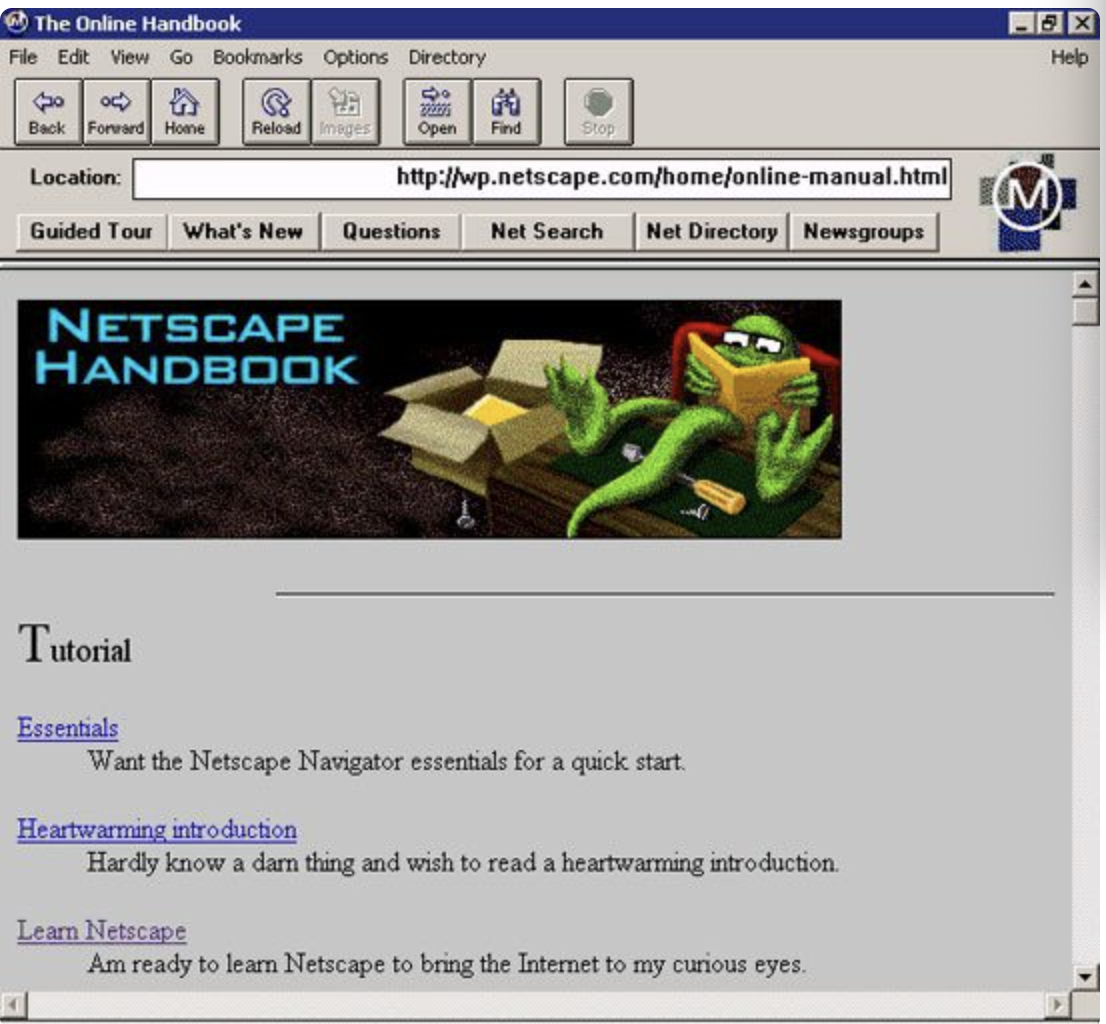 The Online Handbook
File Edit View Go Bookmarks Options Directory Help
Back Forward Home Reload Images Open Find Stop
Location: http://wp.netscape.com/home/online-manual.html
M
Guided Tour What's New Questions Net Search Net Directory Newsgroups
NETSCAPE
HANDBOOK
Tutorial
Essentials
Want the Netscape Navigator essentials for a quick start.
Heartwarming introduction
Hardly know a darn thing and wish to read a heartwarming introduction.
Learn Netscape
Am ready to learn Netscape to bring the Internet to my curious eyes.